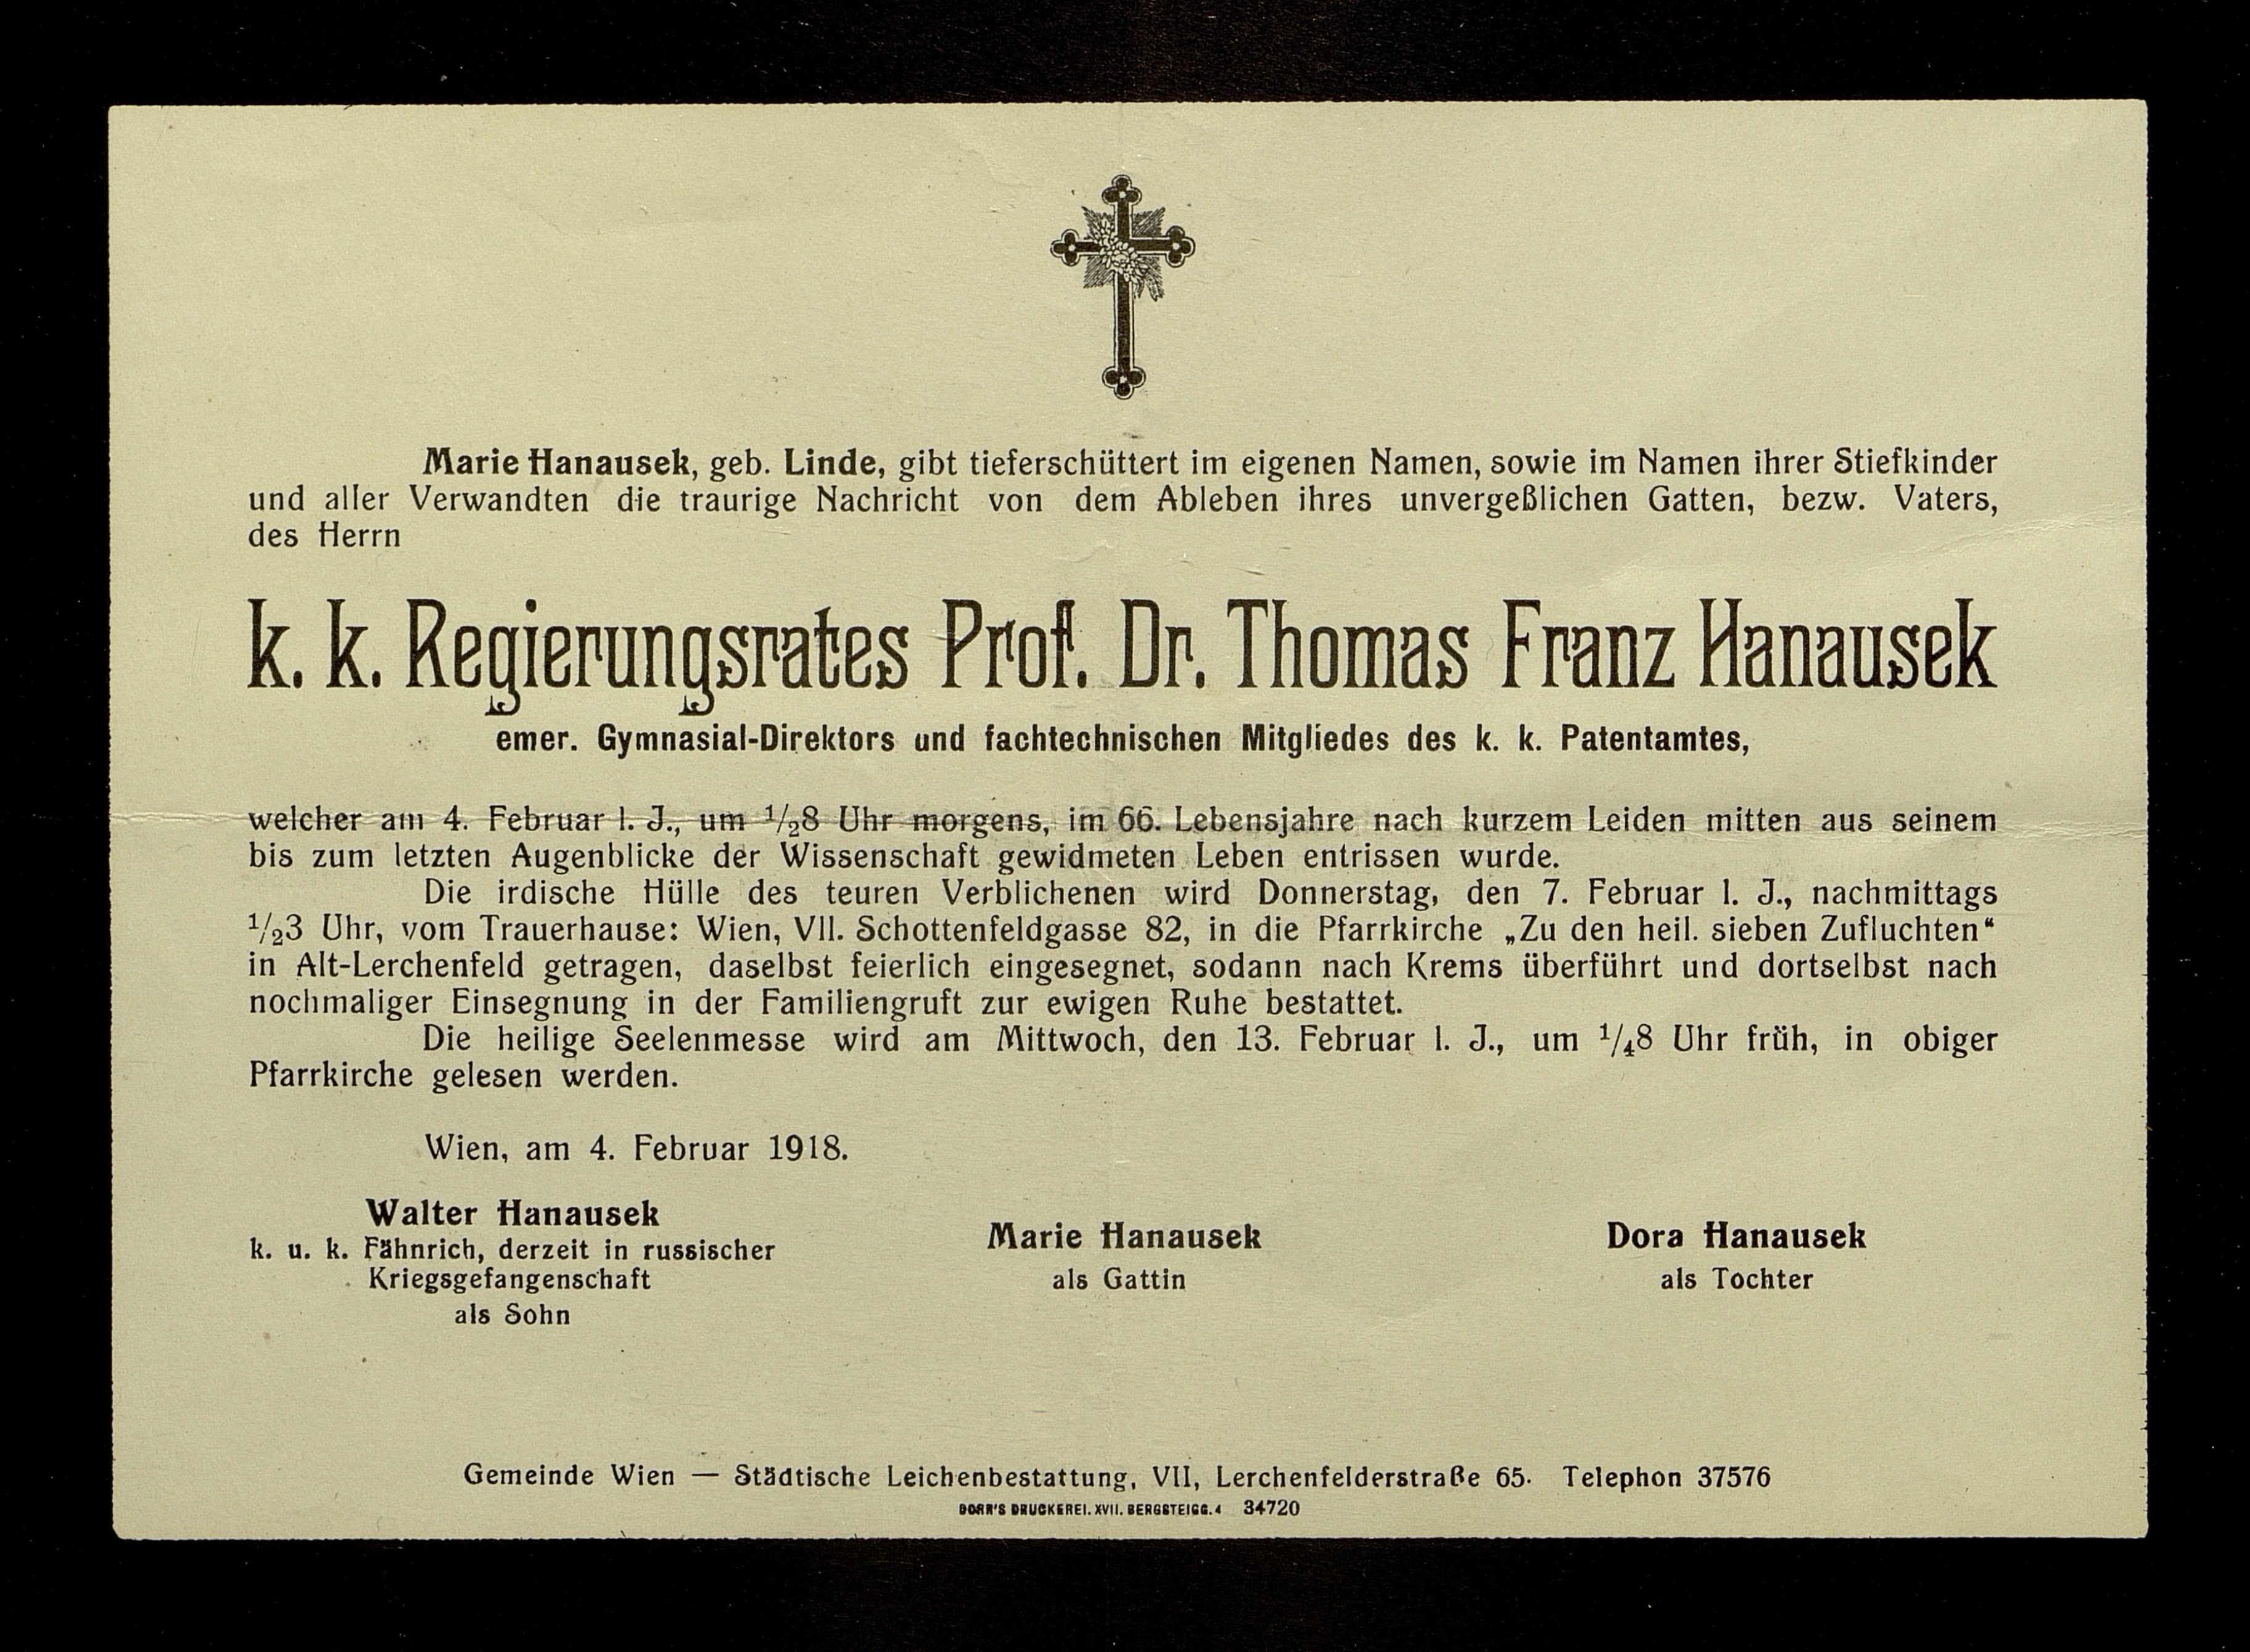 Marie Hanausek, geb. Linde, gibt tieferschüttert im eigenen Namen, sowie im Namen ihrer Stiefkinder
und aller Verwandten die traurige Nachricht von dem Ableben ihres unvergeßlichen Gatten, bezw. Vaters,
des Herrn
k. k. Regierungsrates Prof. Dr. Thomas Franz Hanausek
emer. Gymnasial-Direktors und fachtechnischen Mitgliedes des k. k. Patentamtes,
welcher am 4. Februar l. J., um 1/28 Uhr morgens, im 66. Lebensjahre nach kurzem Leiden mitten aus seinem
bis zum letzten Augenblicke der Wissenschaft gewidmeten Leben entrissen wurde.
Die irdische Hülle des teuren Verblichenen wird Donnerstag, den 7. Februar l. J., nachmittags
1/23 Uhr, vom Trauerhause: Wien, VII. Schottenfeldgasse 82, in die Pfarrkirche „Zu den heil. sieben Zufluchten“
in Alt-Lerchenfeld getragen, daselbst feierlich eingesegnet, sodann nach Krems überführt und dortselbst nach
nochmaliger Einsegnung in der Familiengruft zur ewigen Ruhe bestattet.
Die heilige Seelenmesse wird am Mittwoch, den 13. Februar l. J., um 1/48 Uhr früh, in obiger
Pfarrkirche gelesen werden.
Wien, am 4. Februar 1918.
Walter Hanausek
k. u. k. Fähnrich, derzeit in russischer
Kriegsgefangenschaft
als Sohn
Marie Hanausek
als Gattin
Dora Hanausek
als Tochter
Gemeinde Wien — Städtische Leichenbestattung, VII, Lerchenfelderstraße 65. Telephon 37576
DORR'S DRUCKEREI. XVII. BERGSTEIGG. 4 34720